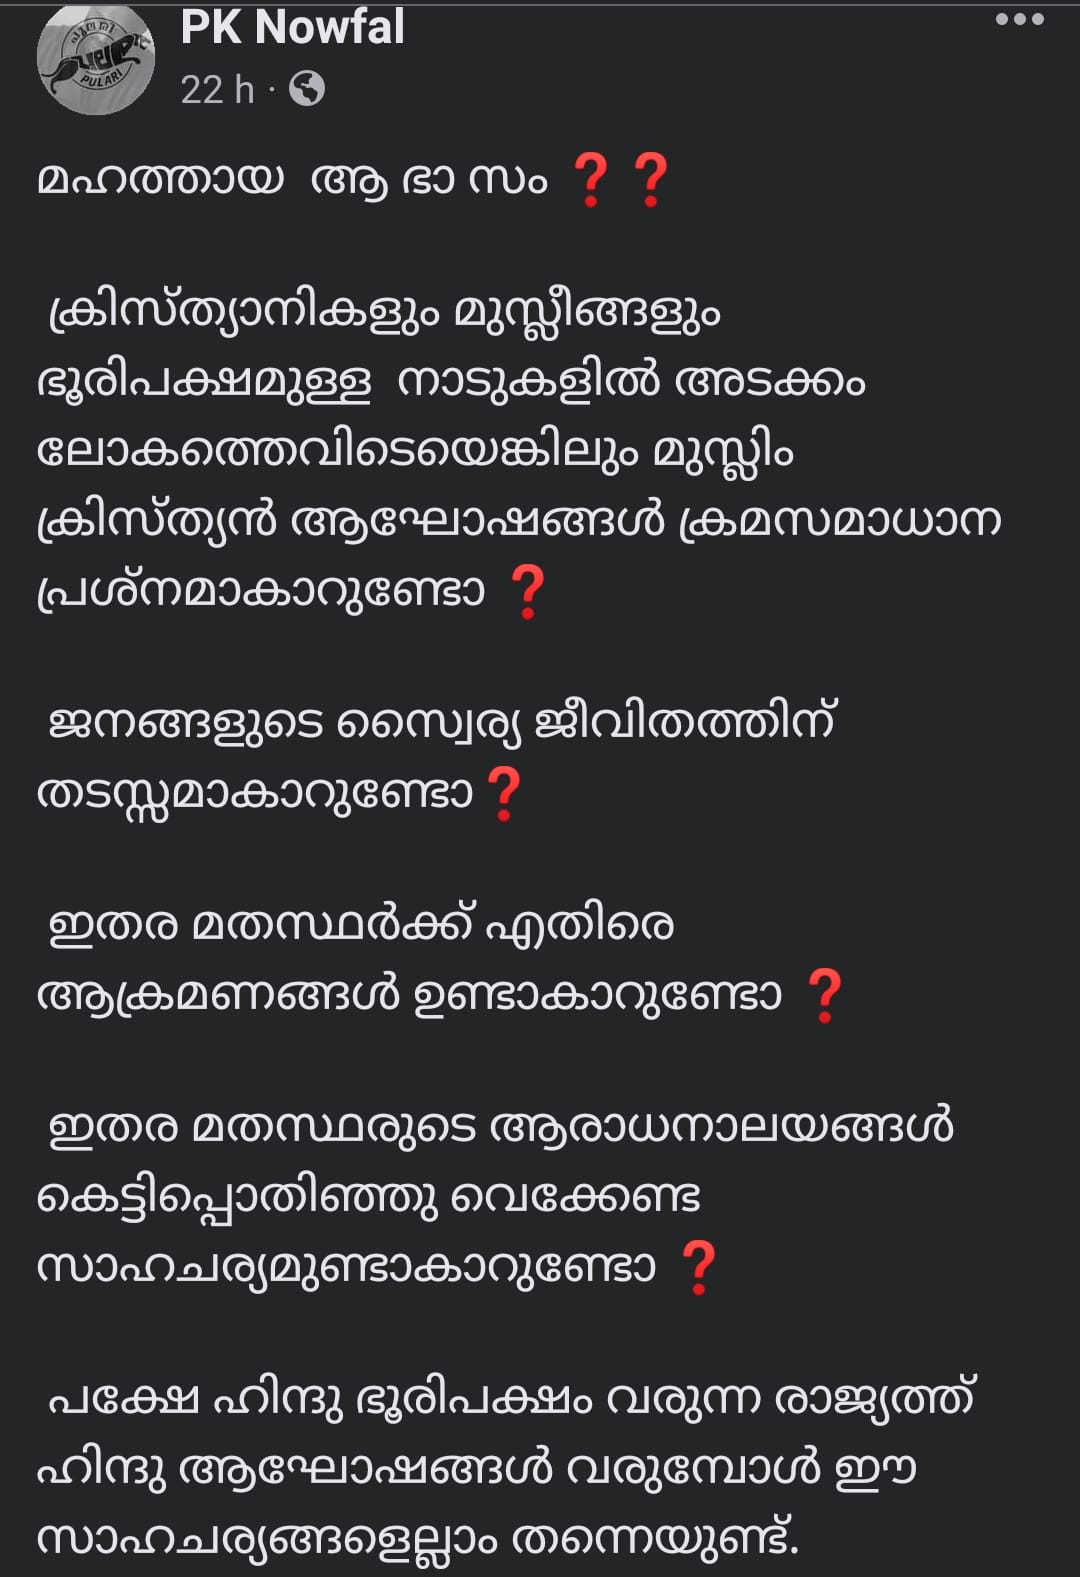 PK Nowfal
22 h ·
പുലരി
PULARI
മഹത്തായ ആ ഭാ സം ❓❓
ക്രിസ്ത്യാനികളും മുസ്ലീങ്ങളും
ഭൂരിപക്ഷമുള്ള നാടുകളിൽ അടക്കം
ലോകത്തെവിടെയെങ്കിലും മുസ്ലിം
ക്രിസ്ത്യൻ ആഘോഷങ്ങൾ ക്രമസമാധാന
പ്രശ്നമാകാറുണ്ടോ ❓
ജനങ്ങളുടെ സ്വൈര്യ ജീവിതത്തിന്
തടസ്സമാകാറുണ്ടോ❓
ഇതര മതസ്ഥർക്ക് എതിരെ
ആക്രമണങ്ങൾ ഉണ്ടാകാറുണ്ടോ ❓
ഇതര മതസ്ഥരുടെ ആരാധനാലയങ്ങൾ
കെട്ടിപ്പൊതിഞ്ഞു വെക്കേണ്ട
സാഹചര്യമുണ്ടാകാറുണ്ടോ ❓
പക്ഷേ ഹിന്ദു ഭൂരിപക്ഷം വരുന്ന രാജ്യത്ത്
ഹിന്ദു ആഘോഷങ്ങൾ വരുമ്പോൾ ഈ
സാഹചര്യങ്ങളെല്ലാം തന്നെയുണ്ട്.